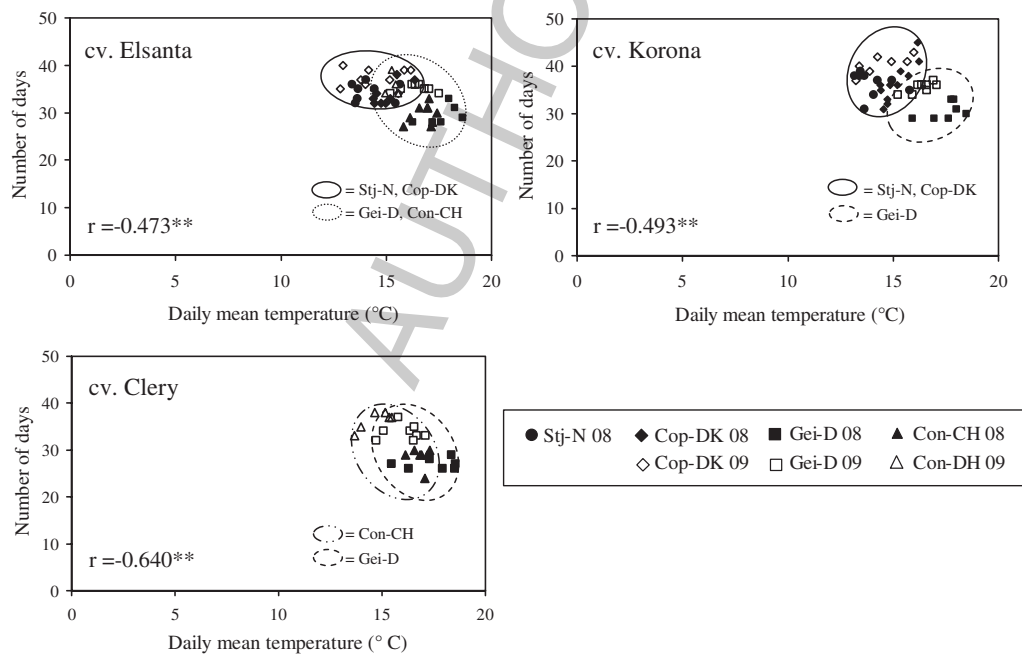 AUTHO
50
40
30
20
10
0
Number of days
cv. Elsanta
= Stj-N, Cop-DK
= Gei-D, Con-CH
r =-0.473**
0 5 10 15 20
Daily mean temperature (°C)
50
40
30
20
10
0
Number of days
cv. Korona
= Stj-N, Cop-DK
= Gei-D
r =-0.493**
0 5 10 15 20
Daily mean temperature (°C)
50
40
30
20
10
0
Number of days
cv. Clery
= Con-CH
= Gei-D
r =-0.640**
0 5 10 15 20
Daily mean temperature (° C)
Stj-N 08 Cop-DK 08 Gei-D 08 Con-CH 08
Cop-DK 09 Gei-D 09 Con-DH 09